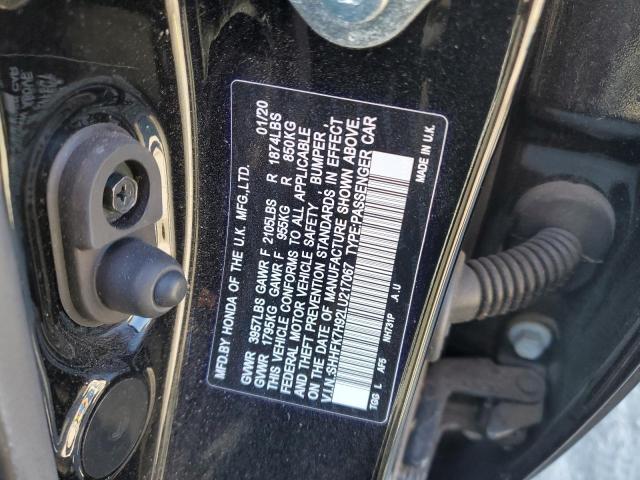 MFD.BY HONDA OF THE U.K. MFG.,LTD. 01/20
GVWR 3957LBS GAWR F 2105LBS R 1874LBS
GVWR 1795KG GAWR F 955KG R 850KG
THIS VEHICLE CONFORMS TO ALL APPLICABLE
FEDERAL MOTOR VEHICLE SAFETY , BUMPER ,
AND THEFT PREVENTION STANDARDS IN EFFECT
ON THE DATE OF MANUFACTURE SHOWN ABOVE.
V.I.N.:SHHFK7H92LU217067 TYPE:PASSENGER CAR
NH731P A.U MADE IN U.K.
TGG L AF5